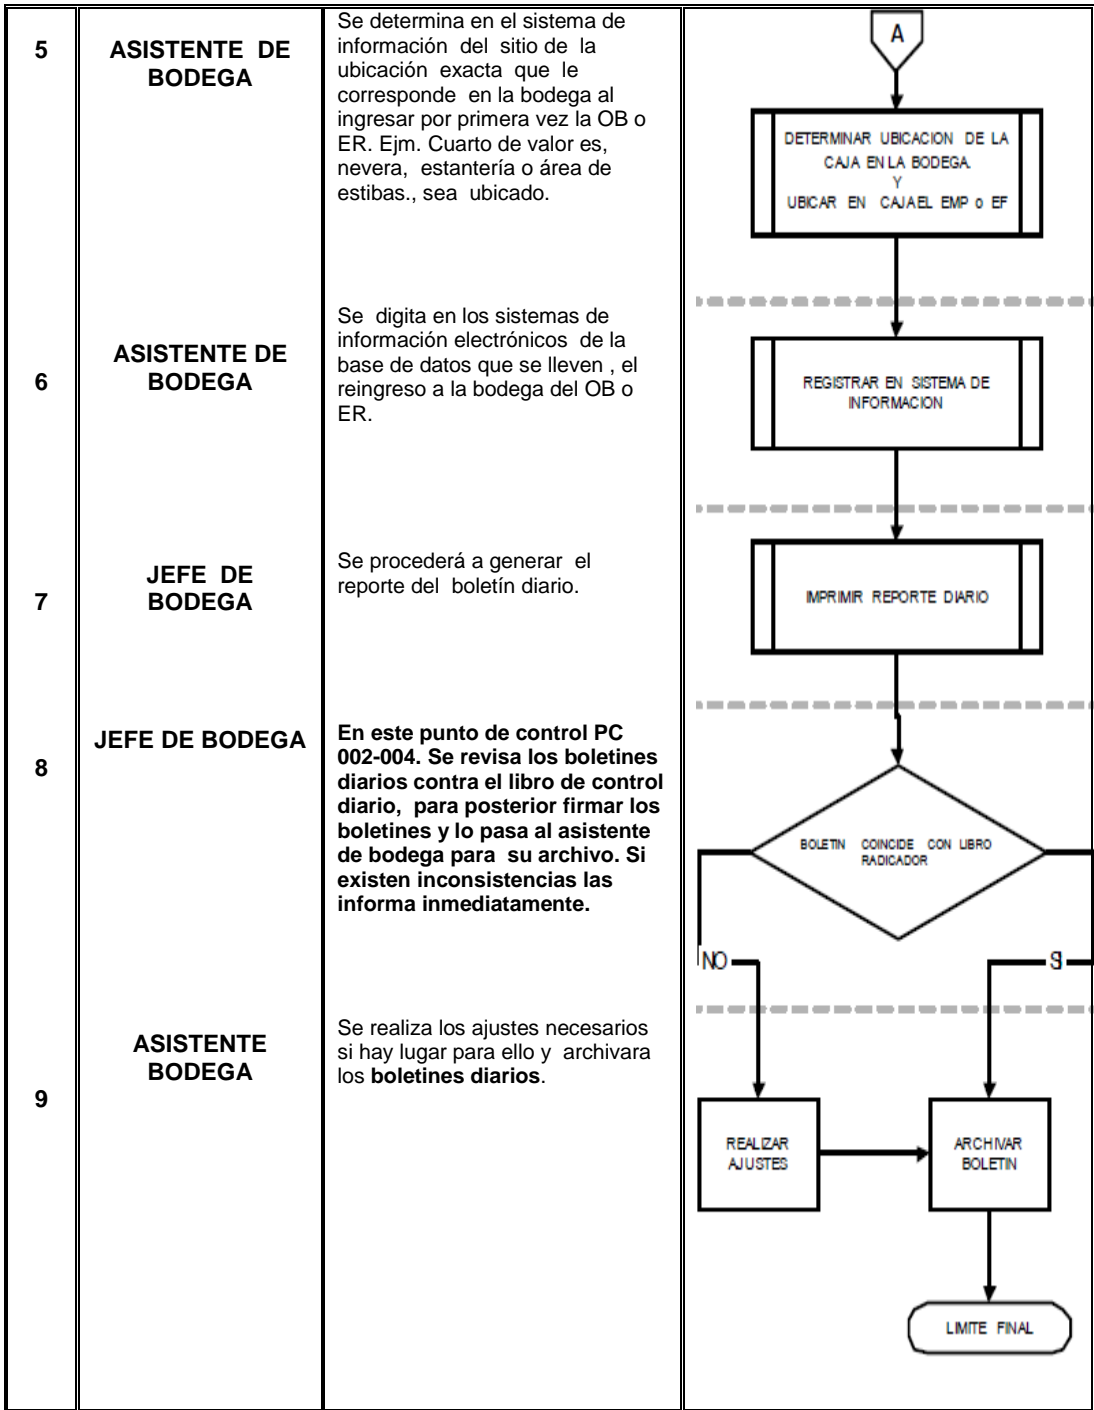 5
ASISTENTE DE
BODEGA
Se determina en el sistema de
información del sitio de la
ubicación exacta que le
corresponde en la bodega al
ingresar por primera vez la OB o
ER. Ejm. Cuarto de valor es,
nevera, estantería o área de
estibas., sea ubicado.
A
DETERMINAR UBICACION DE LA
CAJA EN LA BODEGA.
Y
UBICAR EN CAJA EL EMP o EF
6
ASISTENTE DE
BODEGA
Se digita en los sistemas de
información electrónicos de la
base de datos que se lleven , el
reingreso a la bodega del OB o
ER.
REGISTRAR EN SISTEMA DE
INFORMACION
7
JEFE DE
BODEGA
Se procederá a generar el
reporte del boletín diario.
IMPRIMIR REPORTE DIARIO
8
JEFE DE BODEGA
En este punto de control PC
002-004. Se revisa los boletines
diarios contra el libro de control
diario, para posterior firmar los
boletines y lo pasa al asistente
de bodega para su archivo. Si
existen inconsistencias las
informa inmediatamente.
BOLETIN COINCIDE CON LIBRO
RADICADOR
NO
SI
9
ASISTENTE
BODEGA
Se realiza los ajustes necesarios
si hay lugar para ello y archivara
los boletines diarios.
REALIZAR
AJUSTES
ARCHIVAR
BOLETIN
LIMITE FINAL